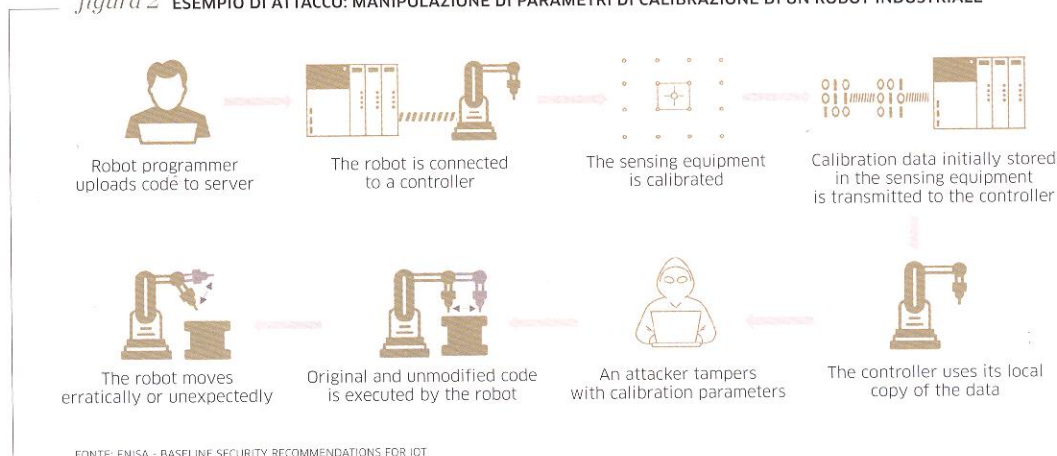 figura 2 ESEMPIO DI ATTACCO: MANIPOLAZIONE DI PARAMETRI DI CALIBRAZIONE DI UN ROBOT INDUSTRIALE
Robot programmer
uploads code to server
The robot is connected
to a controller
The sensing equipment
is calibrated
Calibration data initially stored
in the sensing equipment
is transmitted to the controller
The controller uses its local
copy of the data
An attacker tampers
with calibration parameters
Original and unmodified code
is executed by the robot
The robot moves
erratically or unexpectedly
FONTE: ENISA - BASELINE SECURITY RECOMMENDATIONS FOR IOT